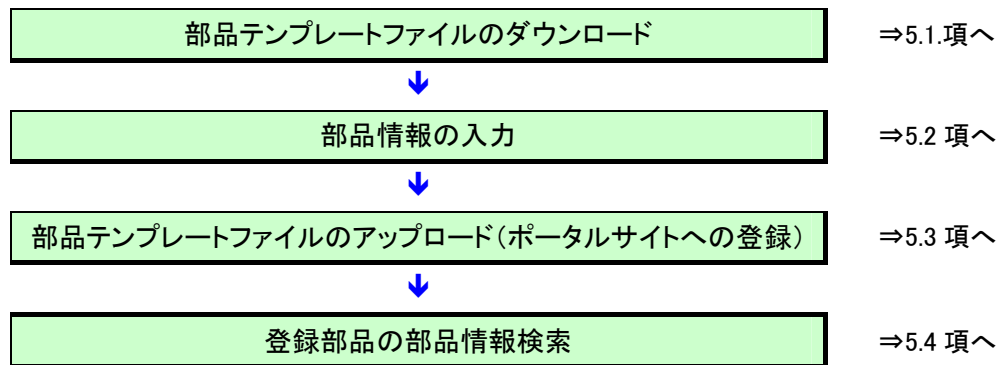 部品テンプレートファイルのダウンロード ⇒5.1.項へ
部品情報の入力 ⇒5.2 項へ
部品テンプレートファイルのアップロード(ポータルサイトへの登録) ⇒5.3 項へ
登録部品の部品情報検索 ⇒5.4 項へ